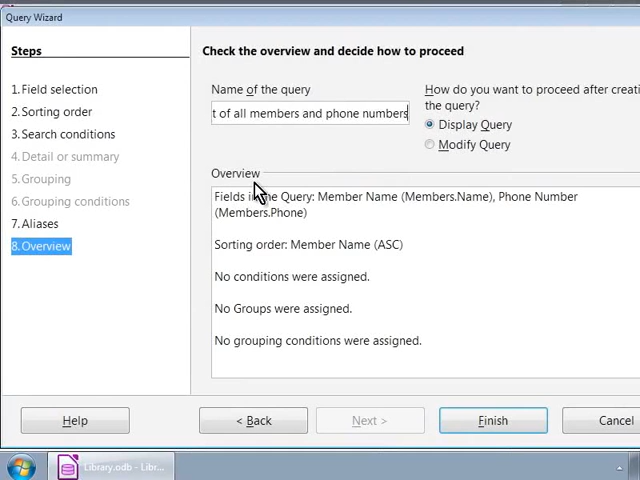 Query Wizard
Steps
1.Field selection
2.Sorting order
3.Search conditions
4.Detail or summary
5.Grouping
6.Grouping conditions
7.Aliases
8.Overview
Check the overview and decide how to proceed
Name of the query
t of all members and phone numbers
How do you want to proceed after creati
the query?
Display Query
Modify Query
Overview
Fields in the Query: Member Name (Members.Name), Phone Number
(Members.Phone)
Sorting order: Member Name (ASC)
No conditions were assigned.
No Groups were assigned.
No grouping conditions were assigned.
Help
< Back
Next >
Finish
Cancel
Library.odb - Libr...